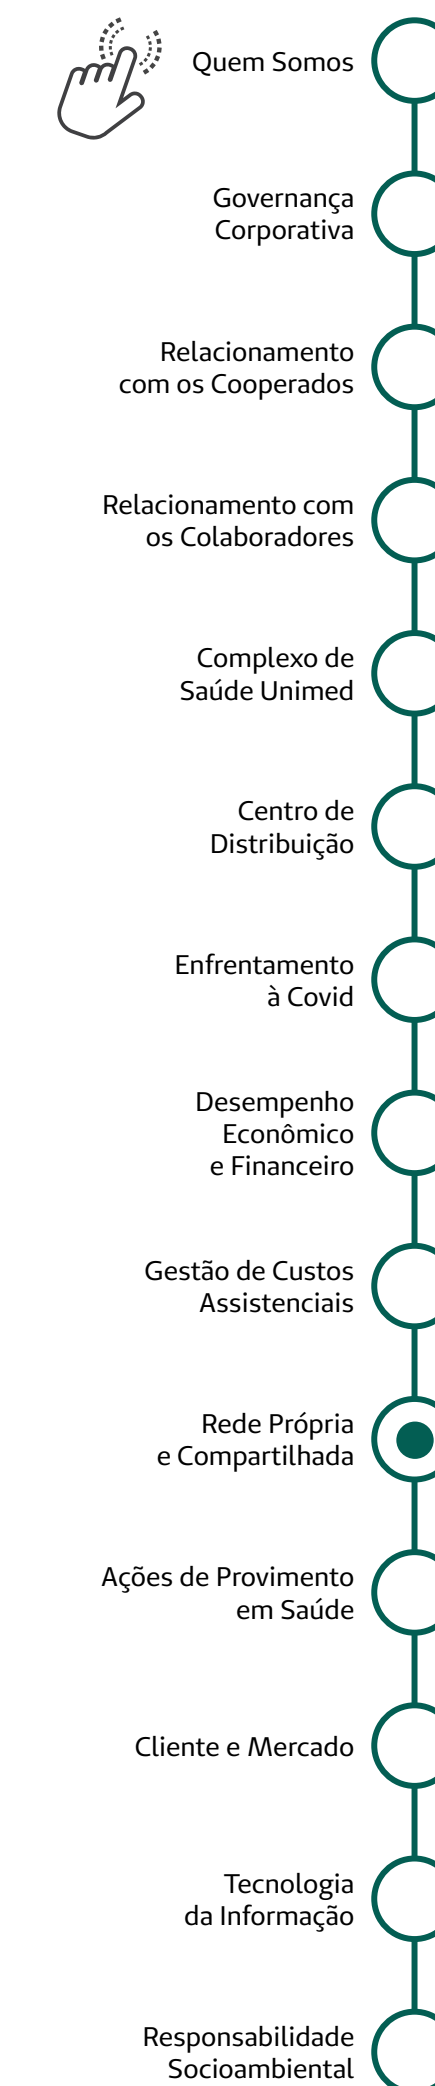 Quem Somos
Governança
Corporativa
Relacionamento
com os Cooperados
Relacionamento com
os Colaboradores
Complexo de
Saúde Unimed
Centro de
Distribuição
Enfrentamento
à Covid
Desempenho
Econômico
e Financeiro
Gestão de Custos
Assistenciais
Rede Própria
e Compartilhada
Ações de Provimento
em Saúde
Cliente e Mercado
Tecnologia
da Informação
Responsabilidade
Socioambiental